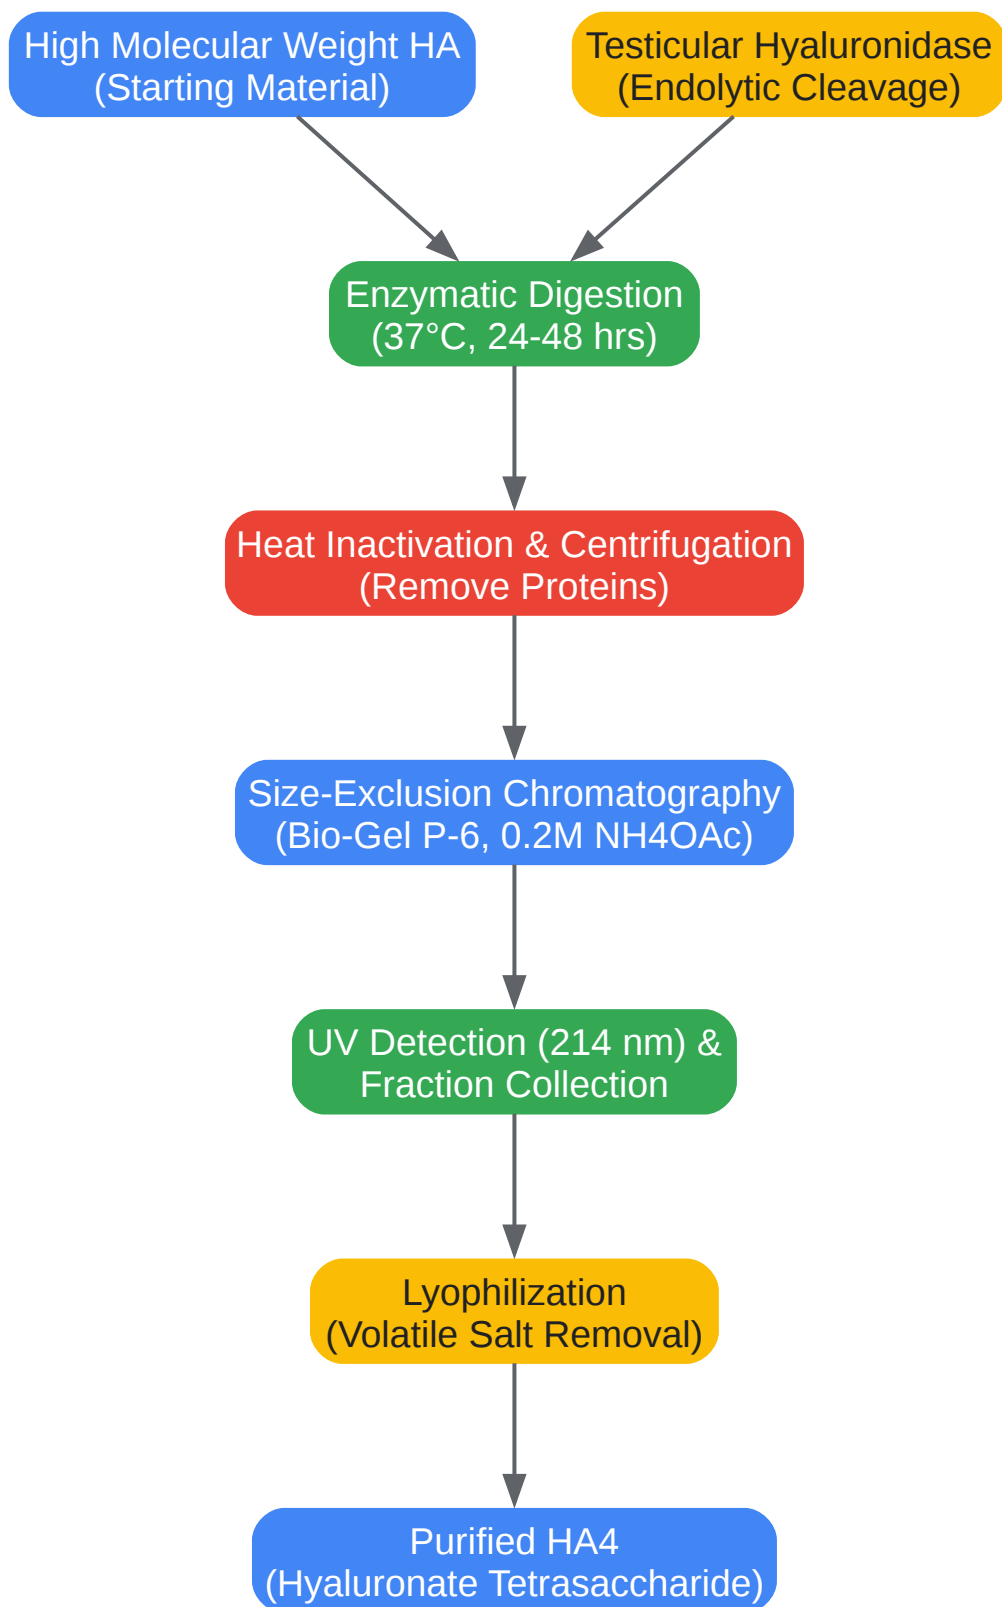 High Molecular Weight HA
(Starting Material)
Testicular Hyaluronidase
(Endolytic Cleavage)
Enzymatic Digestion
(37°C, 24-48 hrs)
Heat Inactivation & Centrifugation
(Remove Proteins)
Size-Exclusion Chromatography
(Bio-Gel P-6, 0.2M NH4OAc)
UV Detection (214 nm) &
Fraction Collection
Lyophilization
(Volatile Salt Removal)
Purified HA4
(Hyaluronate Tetrasaccharide)